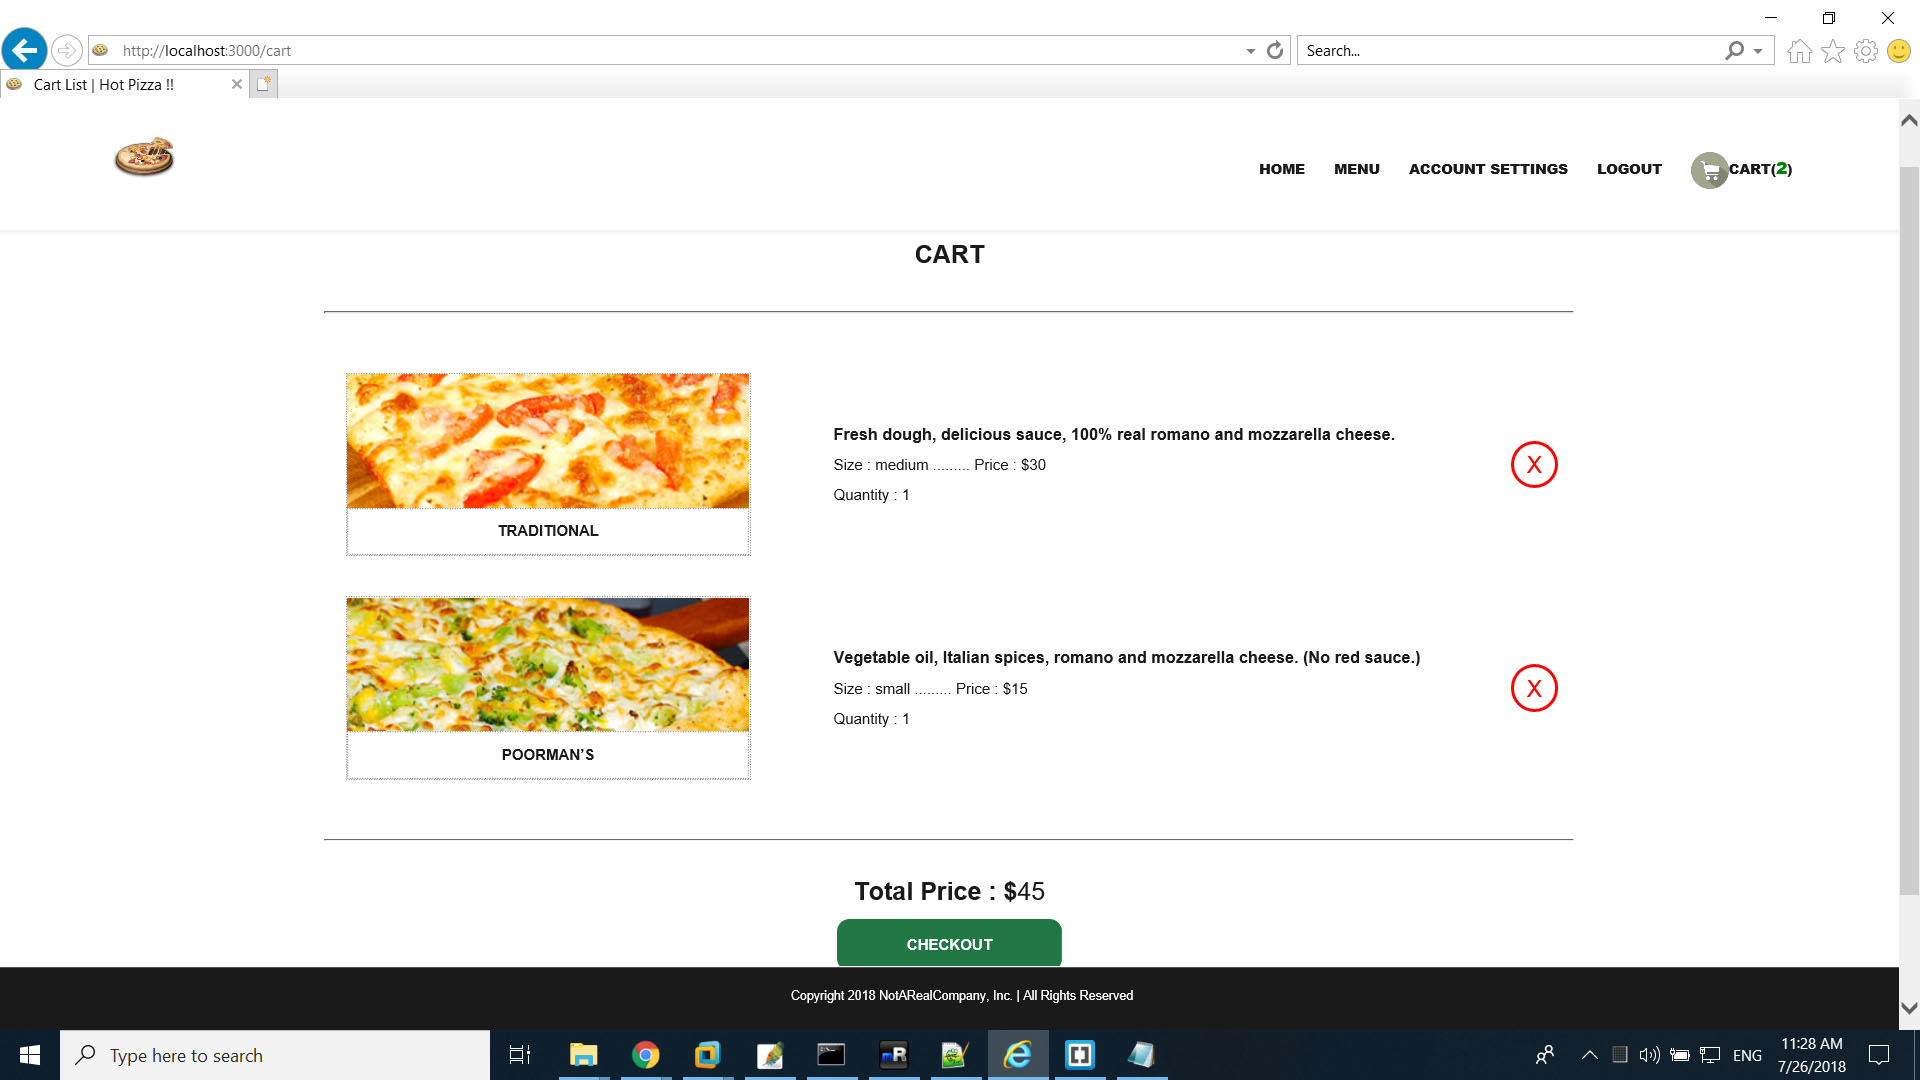 http://localhost:3000/cart
Search...
Cart List | Hot Pizza !!
HOME MENU ACCOUNT SETTINGS LOGOUT CART(2)
CART
Fresh dough, delicious sauce, 100% real romano and mozzarella cheese.
Size : medium ......... Price : $30
Quantity : 1
X
TRADITIONAL
Vegetable oil, Italian spices, romano and mozzarella cheese. (No red sauce.)
Size : small ......... Price : $15
Quantity : 1
X
POORMAN’S
Total Price : $45
CHECKOUT
Copyright 2018 NotARealCompany, Inc. | All Rights Reserved
Type here to search
mR
ENG
11:28 AM
7/26/2018